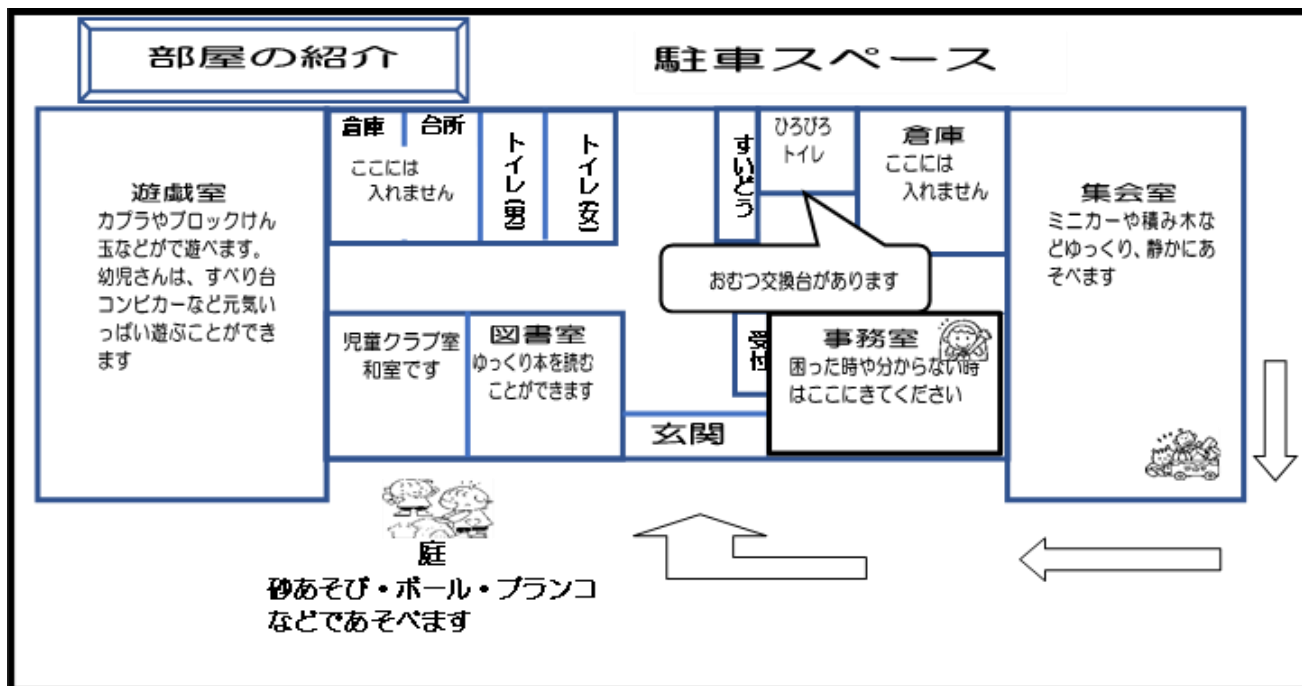 部屋の紹介
駐車スペース
遊戯室
カプラやブロックけん
玉などがで遊べます。
幼児さんは、すべり台
コンビカーなど元気い
っぱい遊ぶことができ
ます
倉庫
台所
ここには
入れません
トイレ(男)
トイレ(女)
すいどう
ひろびろ
トイレ
倉庫
ここには
入れません
集会室
ミニカーや積み木な
どゆっくり、静かにあ
そべます
おむつ交換台があります
児童クラブ室
和室です
図書室
ゆっくり本を読む
ことができます
受付
事務室
困った時や分からない時
はここにきてください
玄関
庭
砂あそび・ボール・ブランコ
などであそべます